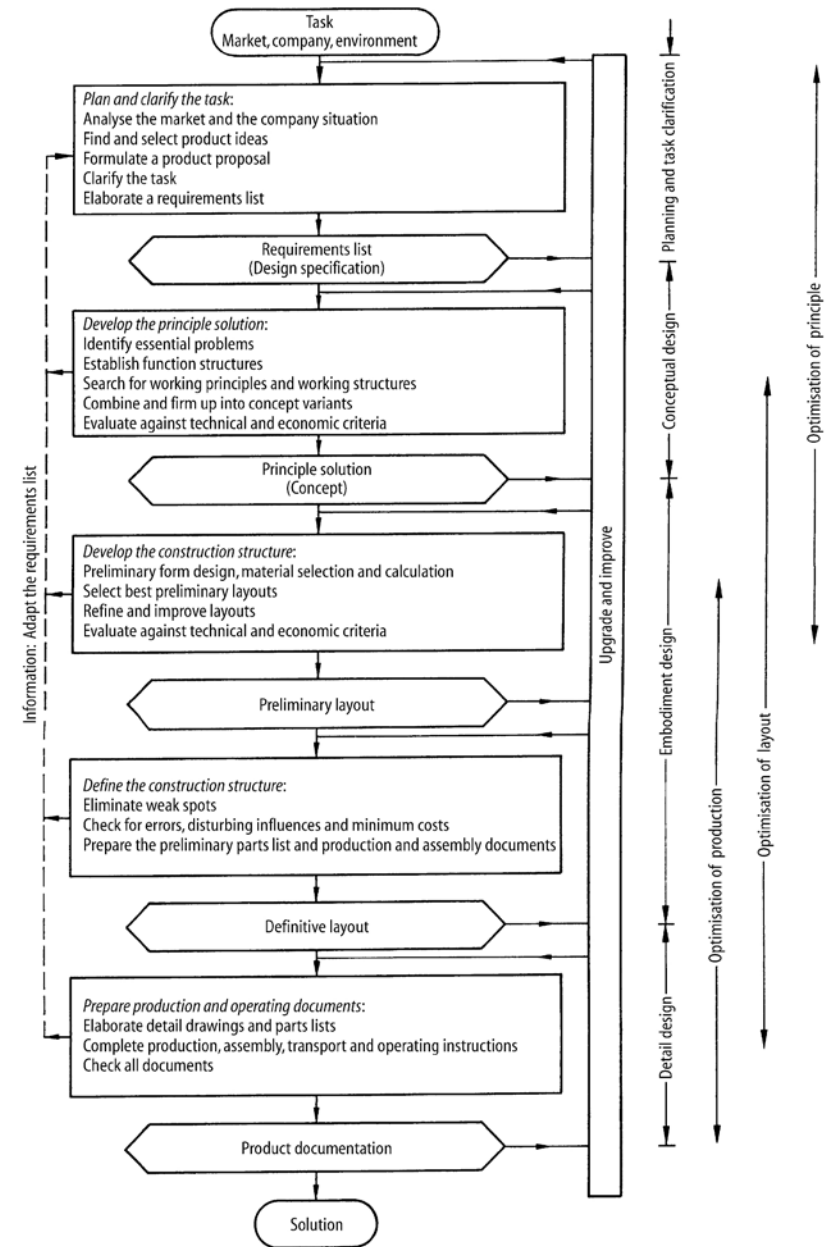 Task
Market, company, environment
Plan and clarify the task:
Analyse the market and the company situation
Find and select product ideas
Formulate a product proposal
Clarify the task
Elaborate a requirements list
Requirements list
(Design specification)
Develop the principle solution:
Identify essential problems
Establish function structures
Search for working principles and working structures
Combine and firm up into concept variants
Evaluate against technical and economic criteria
Principle solution
(Concept)
Develop the construction structure:
Preliminary form design, material selection and calculation
Select best preliminary layouts
Refine and improve layouts
Evaluate against technical and economic criteria
Preliminary layout
Define the construction structure:
Eliminate weak spots
Check for errors, disturbing influences and minimum costs
Prepare the preliminary parts list and production and assembly documents
Definitive layout
Prepare production and operating documents:
Elaborate detail drawings and parts lists
Complete production, assembly, transport and operating instructions
Check all documents
Product documentation
Solution
Information: Adapt the requirements list
Upgrade and improve
Planning and task clarification
Conceptual design
Embodiment design
Detail design
Optimisation of production
Optimisation of layout
Optimisation of principle